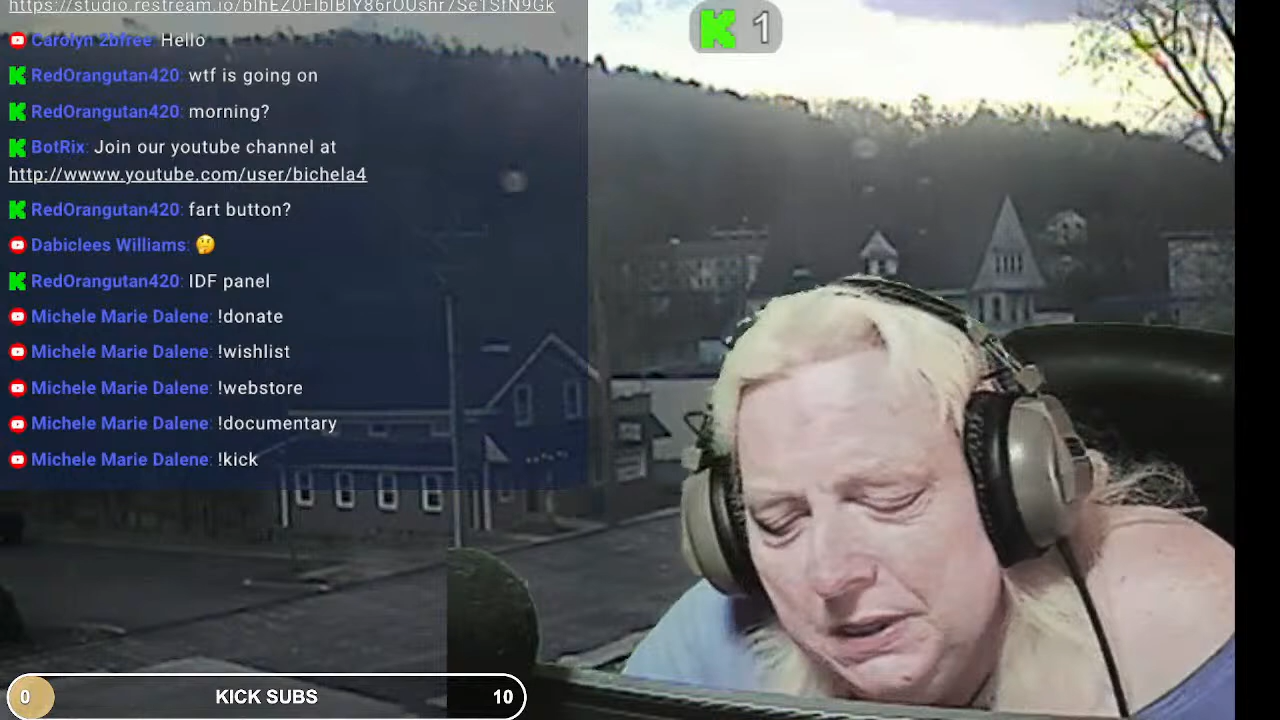 Carolyn 2bfree: Hello
RedOrangutan420: wtf is going on
RedOrangutan420: morning?
BotRix: Join our youtube channel at
http://wwww.youtube.com/user/bichela4
RedOrangutan420: fart button?
Dabiclees Williams: 🤔
RedOrangutan420: IDF panel
Michele Marie Dalene: !donate
Michele Marie Dalene: !wishlist
Michele Marie Dalene: !webstore
Michele Marie Dalene: !documentary
Michele Marie Dalene: !kick
K 1
0 KICK SUBS 10